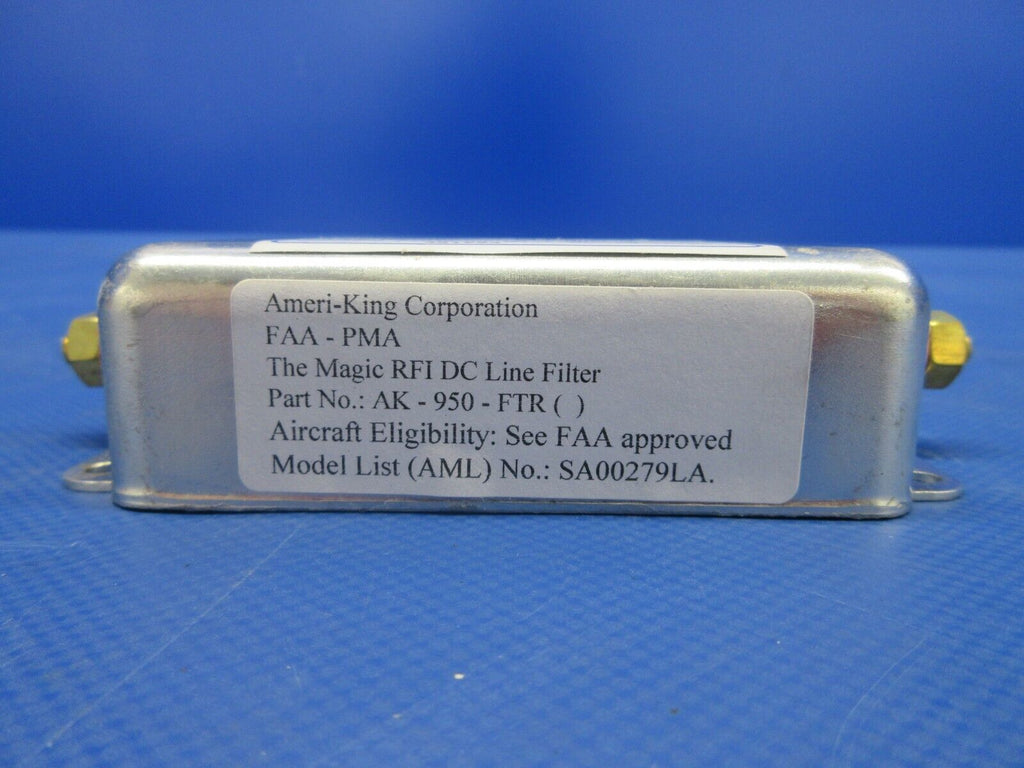 Ameri-King Corporation
FAA - PMA
The Magic RFI DC Line Filter
Part No.: AK - 950 - FTR ( )
Aircraft Eligibility: See FAA approved
Model List (AML) No.: SA00279LA.